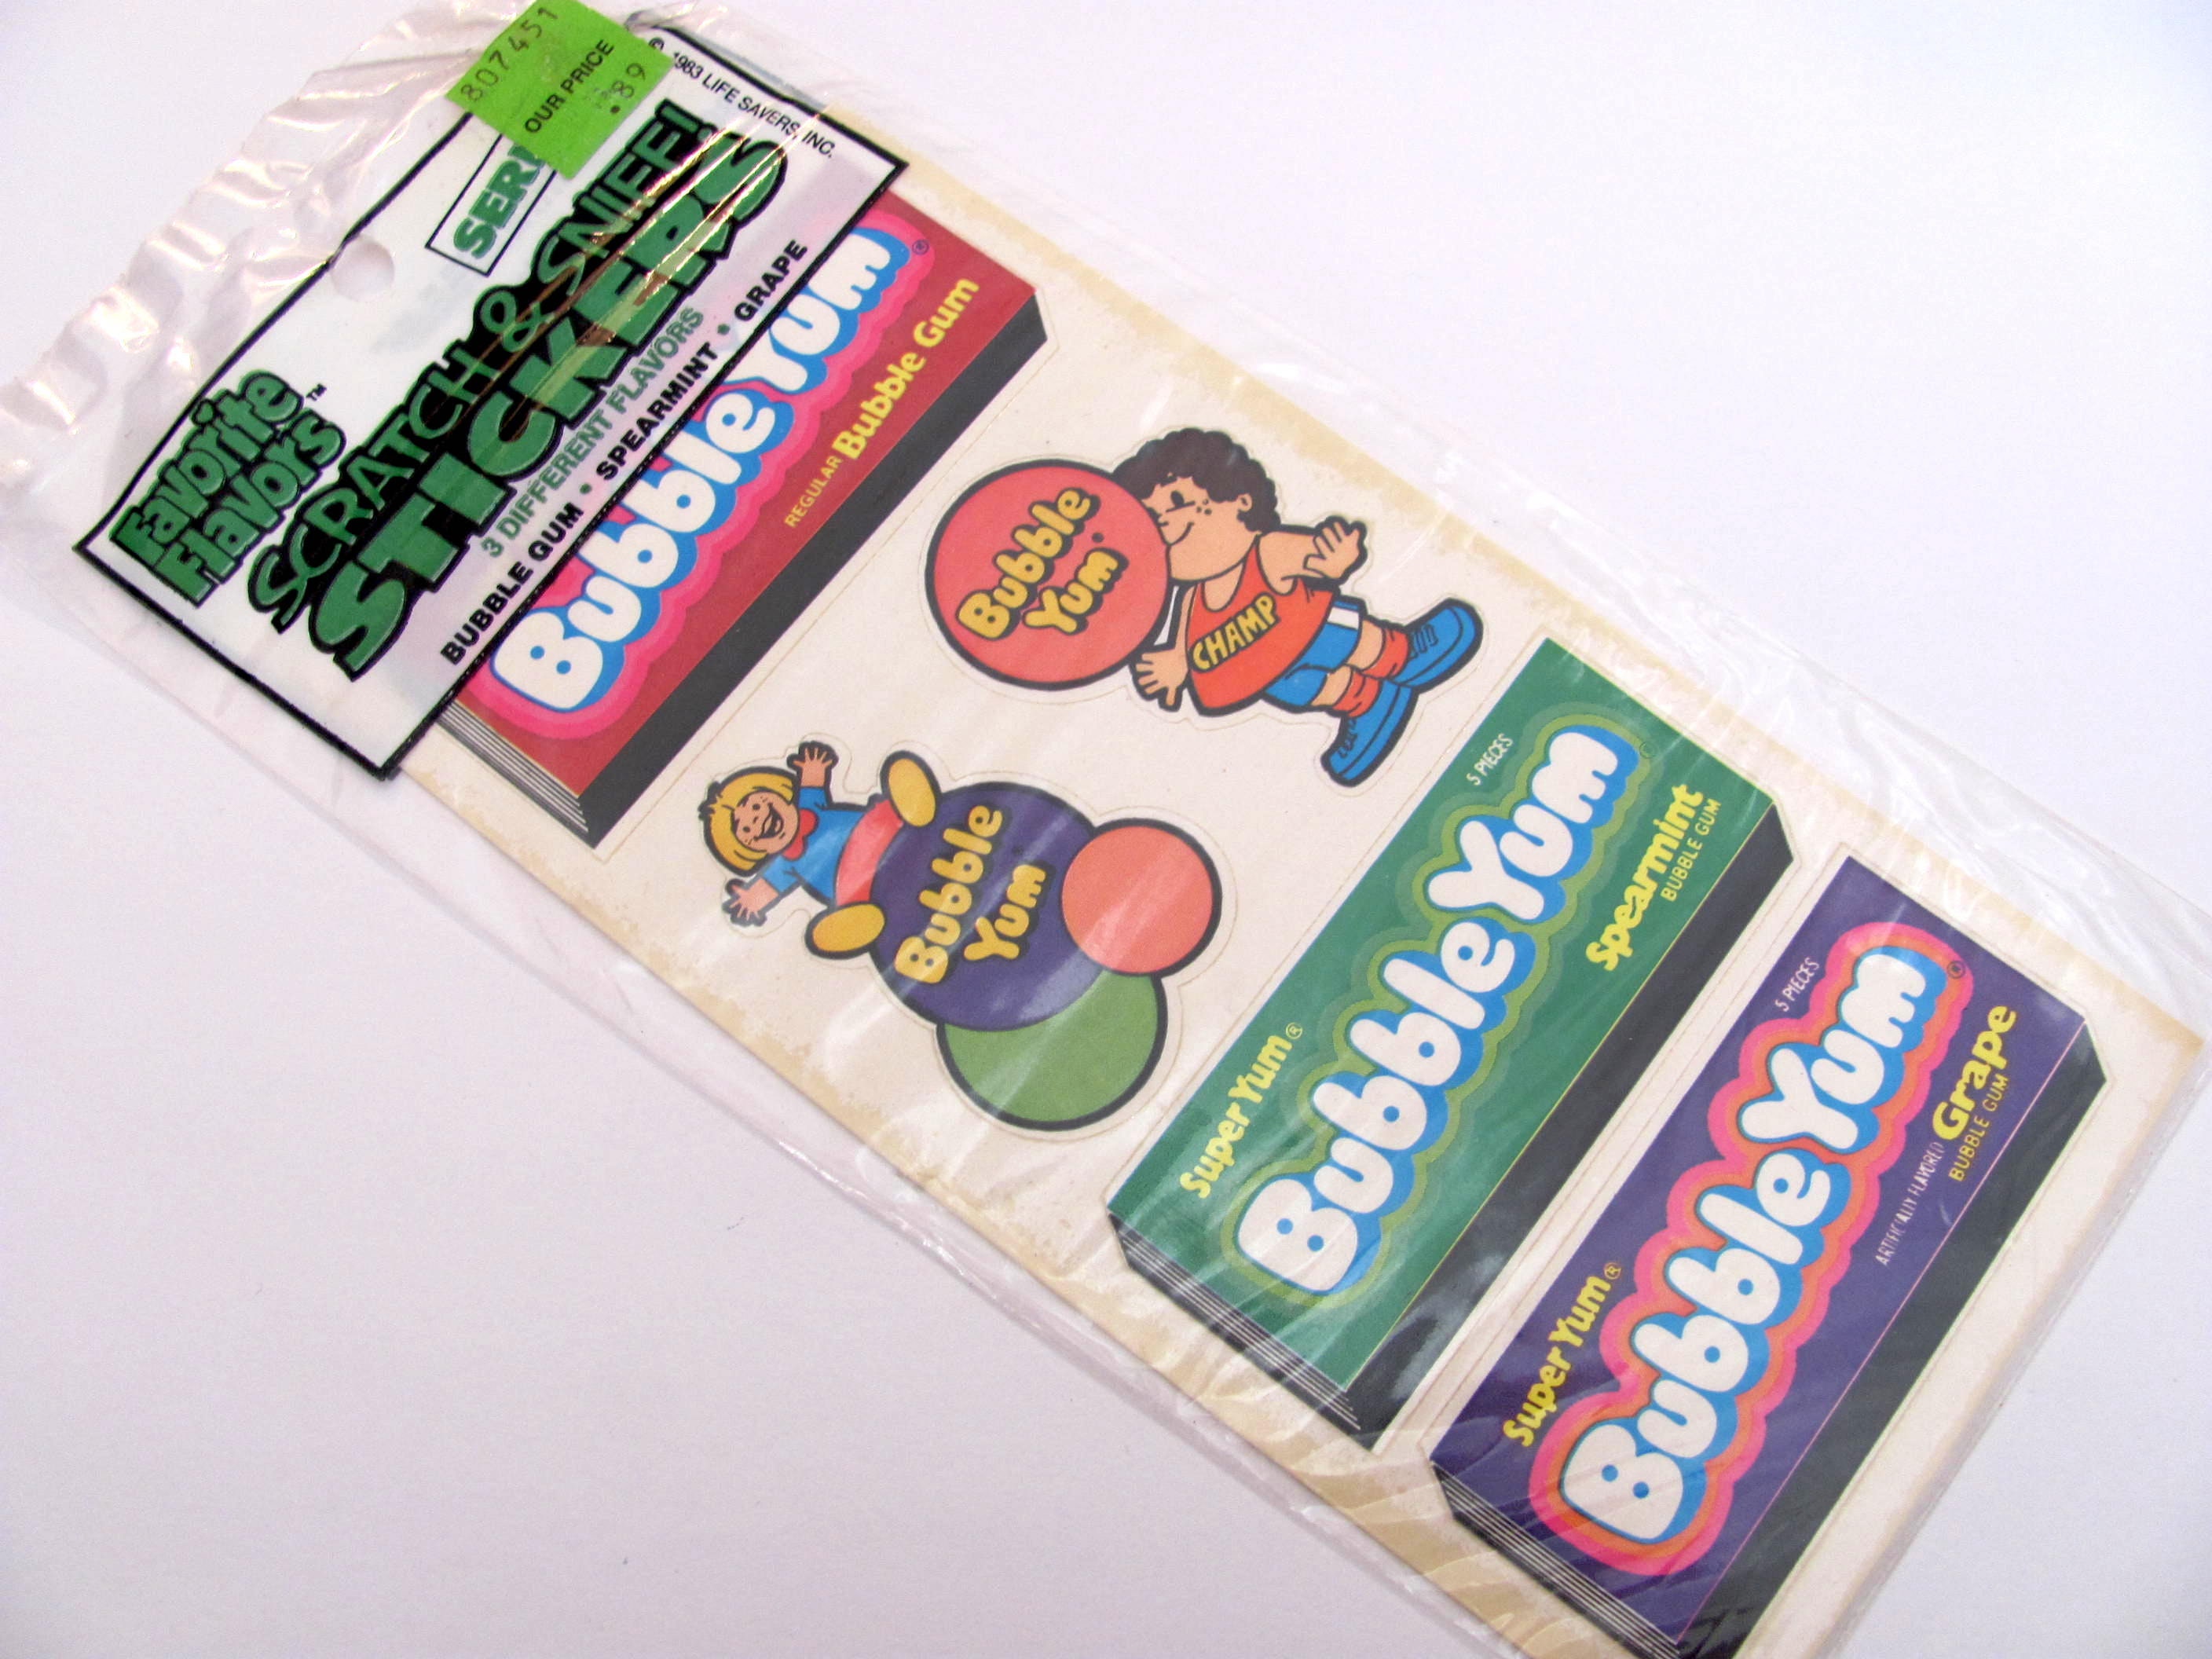 8074 51
OUR PRICE
.89
© 1983 LIFE SAVERS, INC.
Favorite
Flavors™
SCRATCH & SNIFF!
STICKERS
3 DIFFERENT FLAVORS
BUBBLE GUM • SPEARMINT • GRAPE
Bubble Yum®
REGULAR Bubble Gum
Bubble
Yum
CHAMP
Bubble
Yum
5 PIECES
Super Yum®
Bubble Yum
Spearmint
BUBBLE GUM
5 PIECES
Super Yum®
Bubble Yum®
ARTIFICIALLY FLAVORED Grape
BUBBLE GUM